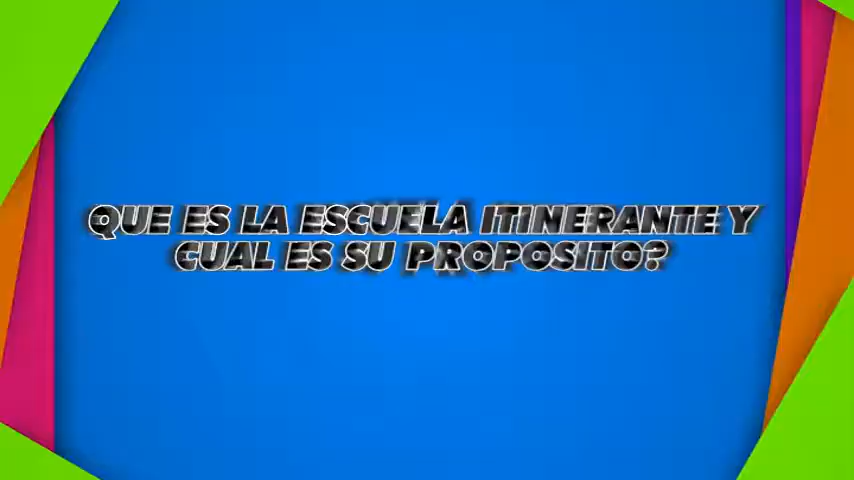 QUE ES LA ESCUELA ITINERANTE Y
CUAL ES SU PROPOSITO?